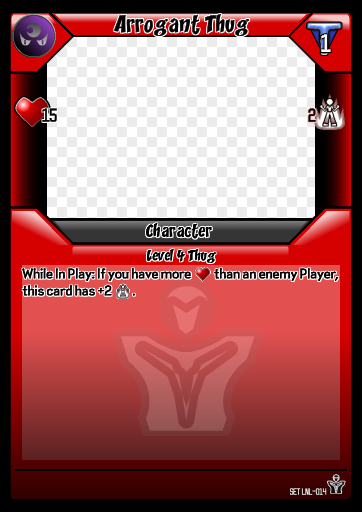 Arrogant Thug
1
15
2
Character
Level 4 Thug
While In Play: If you have more than an enemy Player,
this card has +2 .
SET LNL-014